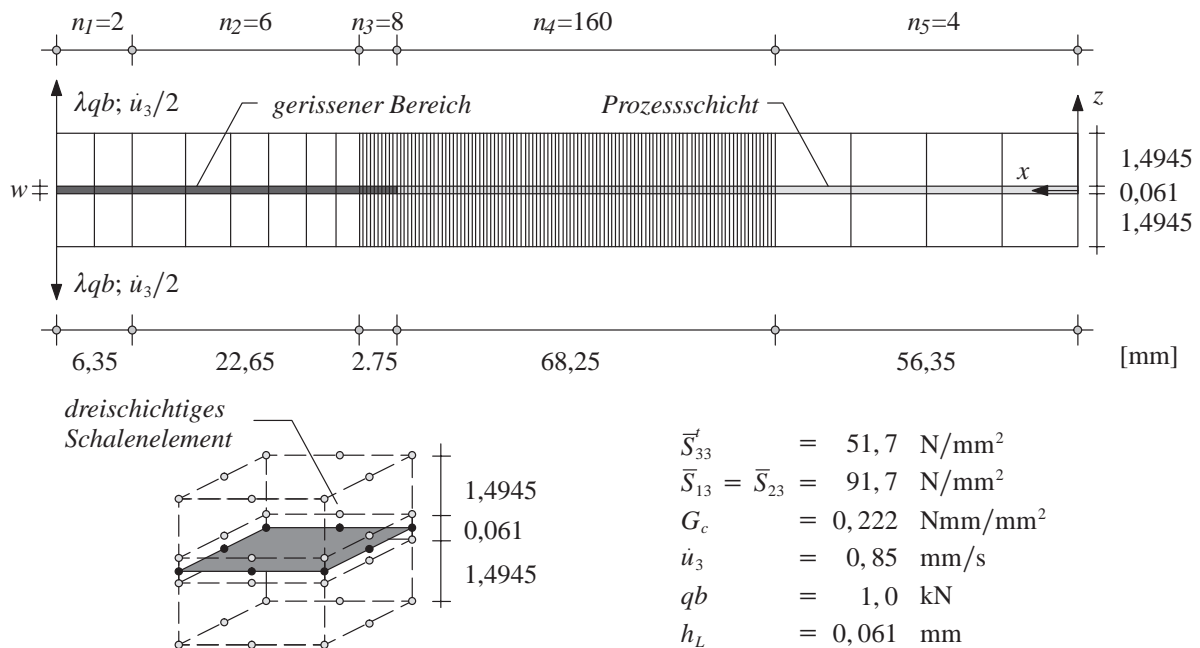 n1=2 n2=6 n3=8 n4=160 n5=4
λqb; u̇3/2 gerissener Bereich Prozessschicht z
1,4945
w x 0,061
1,4945
λqb; u̇3/2
6,35 22,65 2.75 68,25 56,35 [mm]
dreischichtiges
Schalenelement
1,4945
0,061
1,4945
S̅33^t = 51,7 N/mm²
S̅13 = S̅23 = 91,7 N/mm²
Gc = 0,222 Nmm/mm²
u̇3 = 0,85 mm/s
qb = 1,0 kN
hL = 0,061 mm